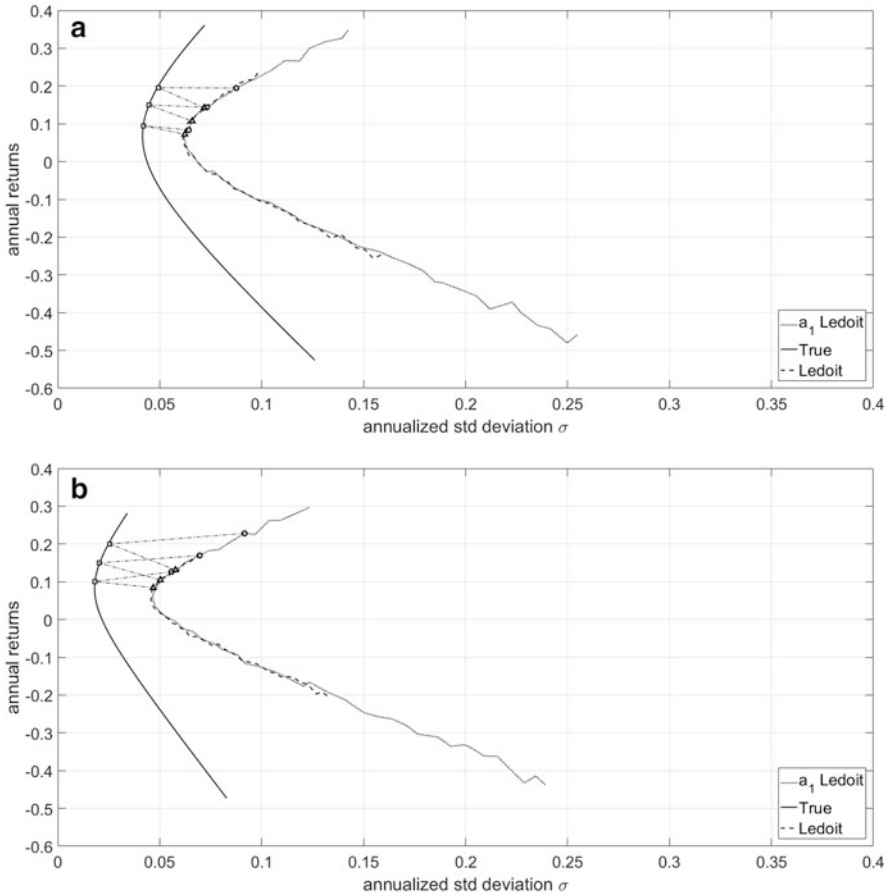 a
0.4
0.3
0.2
0.1
0
-0.1
-0.2
-0.3
-0.4
-0.5
-0.6
annual returns
0 0.05 0.1 0.15 0.2 0.25 0.3 0.35 0.4
annualized std deviation σ
a₁ Ledoit
True
Ledoit
b
0.4
0.3
0.2
0.1
0
-0.1
-0.2
-0.3
-0.4
-0.5
-0.6
annual returns
0 0.05 0.1 0.15 0.2 0.25 0.3 0.35 0.4
annualized std deviation σ
a₁ Ledoit
True
Ledoit